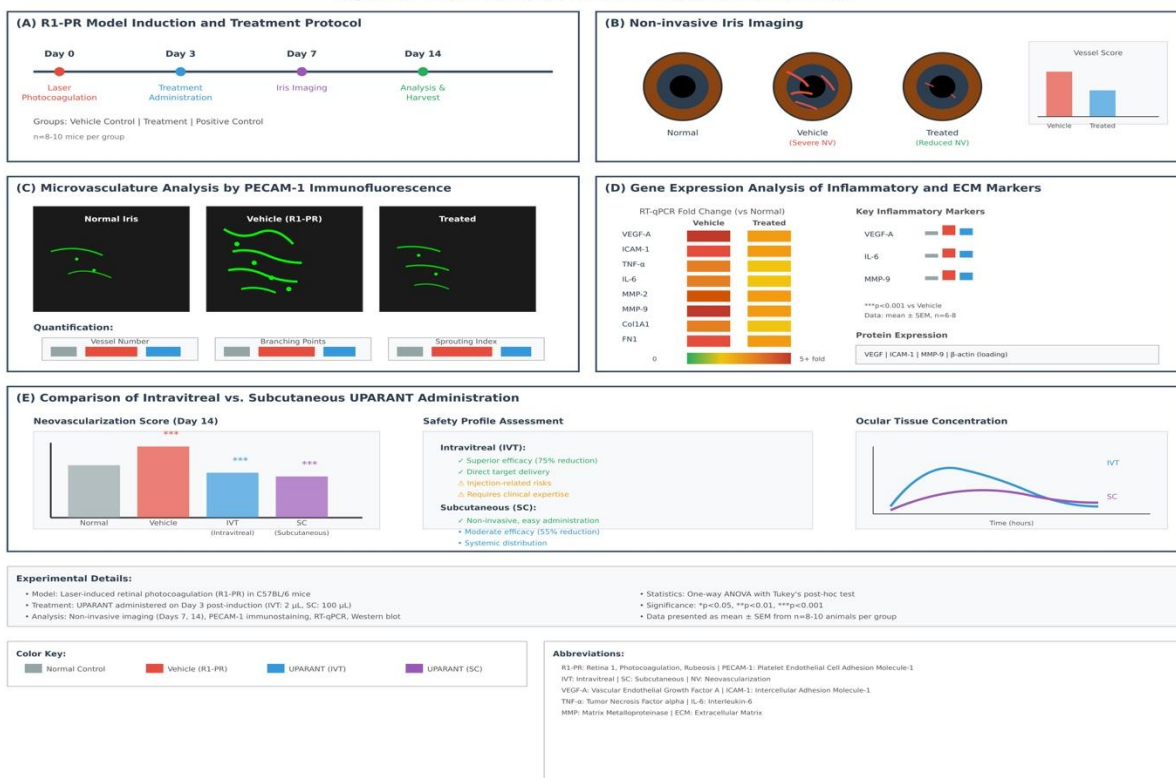 (A) R1-PR Model Induction and Treatment Protocol
Day 0
Day 3
Day 7
Day 14
Laser
Photocoagulation
Treatment
Administration
Iris Imaging
Analysis &
Harvest
Groups: Vehicle Control | Treatment | Positive Control
n=8-10 mice per group
(B) Non-invasive Iris Imaging
Normal
Vehicle
(Severe NV)
Treated
(Reduced NV)
Vessel Score
Vehicle
Treated
(C) Microvasculature Analysis by PECAM-1 Immunofluorescence
Normal Iris
Vehicle (R1-PR)
Treated
Quantification:
Vessel Number
Branching Points
Sprouting Index
(D) Gene Expression Analysis of Inflammatory and ECM Markers
RT-qPCR Fold Change (vs Normal)
Vehicle
Treated
VEGF-A
ICAM-1
TNF-α
IL-6
MMP-2
MMP-9
Col1A1
FN1
0
5+ fold
Key Inflammatory Markers
VEGF-A
IL-6
MMP-9
***p<0.001 vs Vehicle
Data: mean ± SEM, n=6-8
Protein Expression
VEGF | ICAM-1 | MMP-9 | β-actin (loading)
(E) Comparison of Intravitreal vs. Subcutaneous UPARANT Administration
Neovascularization Score (Day 14)
***
***
***
Normal
Vehicle
IVT
(Intravitreal)
SC
(Subcutaneous)
Safety Profile Assessment
Intravitreal (IVT):
✓ Superior efficacy (75% reduction)
✓ Direct target delivery
⚠ Injection-related risks
⚠ Requires clinical expertise
Subcutaneous (SC):
✓ Non-invasive, easy administration
• Moderate efficacy (55% reduction)
• Systemic distribution
Ocular Tissue Concentration
IVT
SC
Time (hours)
Experimental Details:
• Model: Laser-induced retinal photocoagulation (R1-PR) in C57BL/6 mice
• Treatment: UPARANT administered on Day 3 post-induction (IVT: 2 μL, SC: 100 μL)
• Analysis: Non-invasive imaging (Days 7, 14), PECAM-1 immunostaining, RT-qPCR, Western blot
• Statistics: One-way ANOVA with Tukey's post-hoc test
• Significance: *p<0.05, **p<0.01, ***p<0.001
• Data presented as mean ± SEM from n=8-10 animals per group
Color Key:
Normal Control
Vehicle (R1-PR)
UPARANT (IVT)
UPARANT (SC)
Abbreviations:
R1-PR: Retina 1, Photocoagulation, Rubeosis | PECAM-1: Platelet Endothelial Cell Adhesion Molecule-1
IVT: Intravitreal | SC: Subcutaneous | NV: Neovascularization
VEGF-A: Vascular Endothelial Growth Factor A | ICAM-1: Intercellular Adhesion Molecule-1
TNF-α: Tumor Necrosis Factor alpha | IL-6: Interleukin-6
MMP: Matrix Metalloproteinase | ECM: Extracellular Matrix